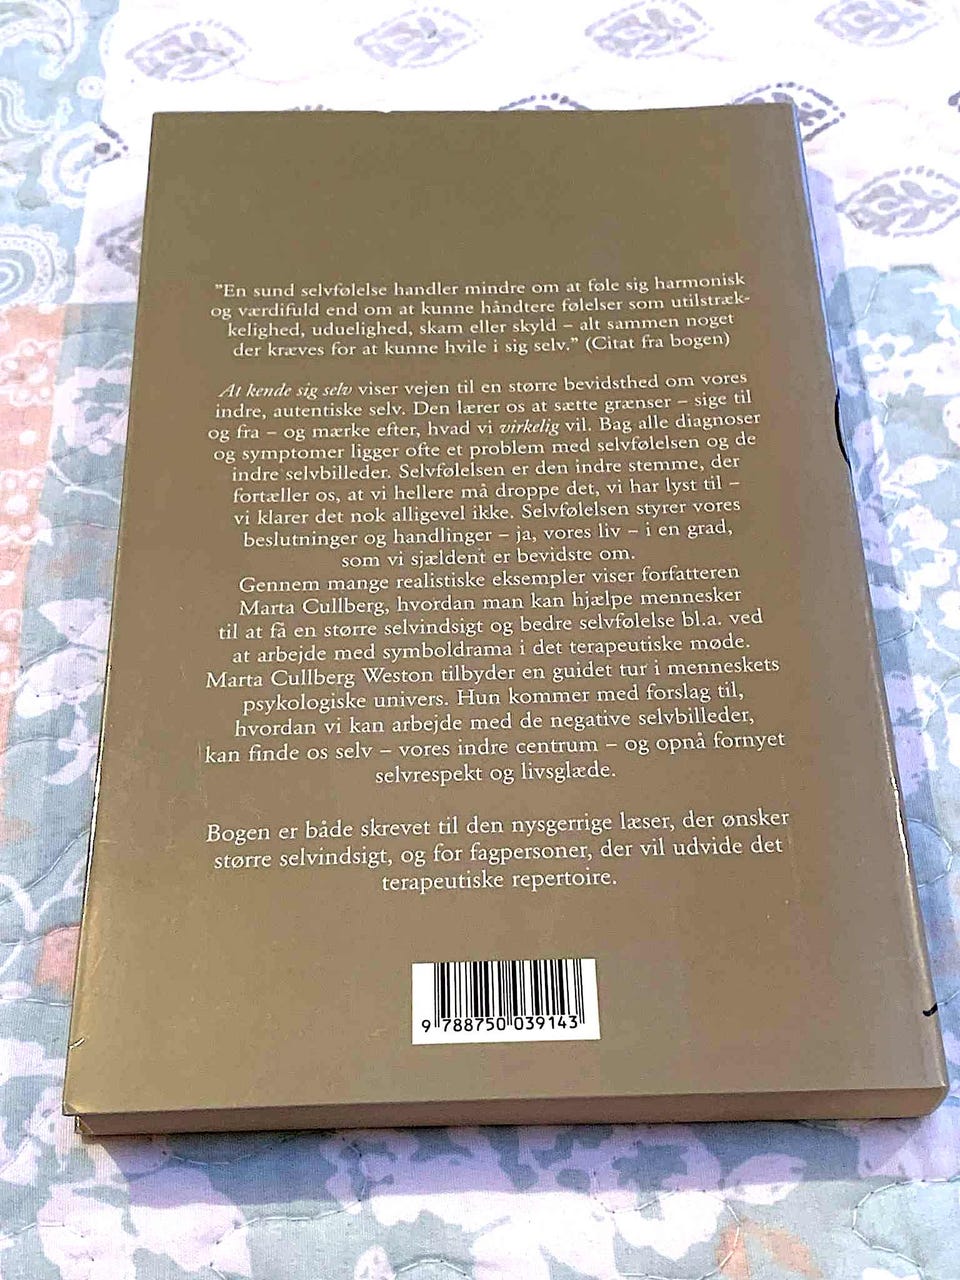 "En sund selvfølelse handler mindre om at føle sig harmonisk
og værdifuld end om at kunne håndtere følelser som utilstræk-
kelighed, uduelighed, skam eller skyld – alt sammen noget
der kræves for at kunne hvile i sig selv." (Citat fra bogen)
At kende sig selv viser vejen til en større bevidsthed om vores
indre, autentiske selv. Den lærer os at sætte grænser – sige til
og fra – og mærke efter, hvad vi virkelig vil. Bag alle diagnoser
og symptomer ligger ofte et problem med selvfølelsen og de
indre selvbilleder. Selvfølelsen er den indre stemme, der
fortæller os, at vi hellere må droppe det, vi har lyst til –
vi klarer det nok alligevel ikke. Selvfølelsen styrer vores
beslutninger og handlinger – ja, vores liv – i en grad,
som vi sjældent er bevidste om.
Gennem mange realistiske eksempler viser forfatteren
Marta Cullberg, hvordan man kan hjælpe mennesker
til at få en større selvindsigt og bedre selvfølelse bl.a. ved
at arbejde med symboldrama i det terapeutiske møde.
Marta Cullberg Weston tilbyder en guidet tur i menneskets
psykologiske univers. Hun kommer med forslag til,
hvordan vi kan arbejde med de negative selvbilleder,
kan finde os selv – vores indre centrum – og opnå fornyet
selvrespekt og livsglæde.
Bogen er både skrevet til den nysgerrige læser, der ønsker
større selvindsigt, og for fagpersoner, der vil udvide det
terapeutiske repertoire.
9 788750 039143